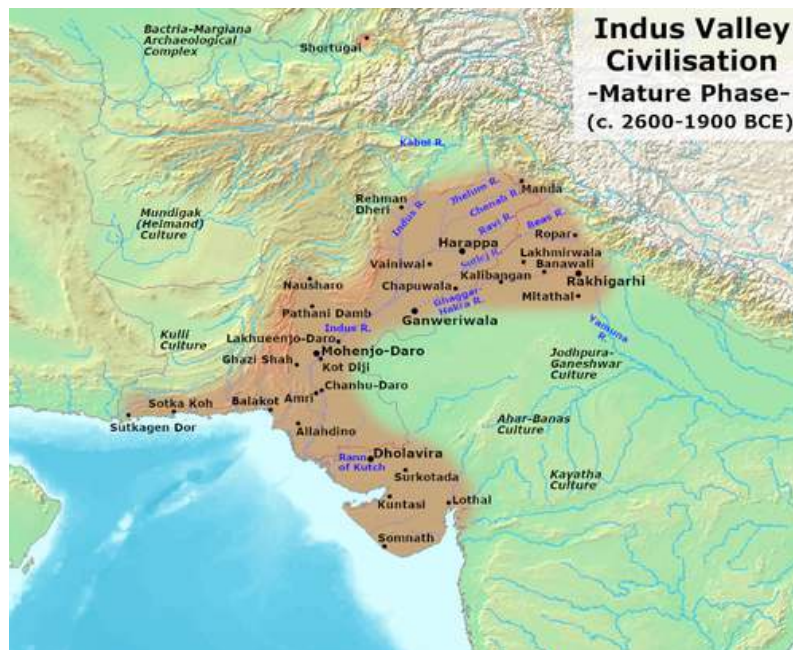 Indus Valley
Civilisation
-Mature Phase-
(c. 2600-1900 BCE)
Bactria-Margiana
Archaeological
Complex
Shortugai
Kabul R.
Rehman
Dheri
Indus R.
Jhelum R.
Manda
Chenab R.
Ravi R.
Beas R.
Mundigak
(Helmand)
Culture
Harappa
Ropar
Sutlej R.
Lakhmirwala
Vainiwal
Banawali
Kalibangan
Rakhigarhi
Nausharo
Chapuwala
Mitathal
Ghaggar-
Hakra R.
Pathani Damb
Ganweriwala
Indus R.
Yamuna
R.
Kulli
Culture
Lakhueenjo-Daro
Mohenjo-Daro
Ghazi Shah
Kot Diji
Jodhpura-
Ganeshwar
Culture
Chanhu-Daro
Amri
Sotka Koh
Balakot
Sutkagen Dor
Allahdino
Ahar-Banas
Culture
Dholavira
Rann
of Kutch
Surkotada
Kayatha
Culture
Kuntasi
Lothal
Somnath